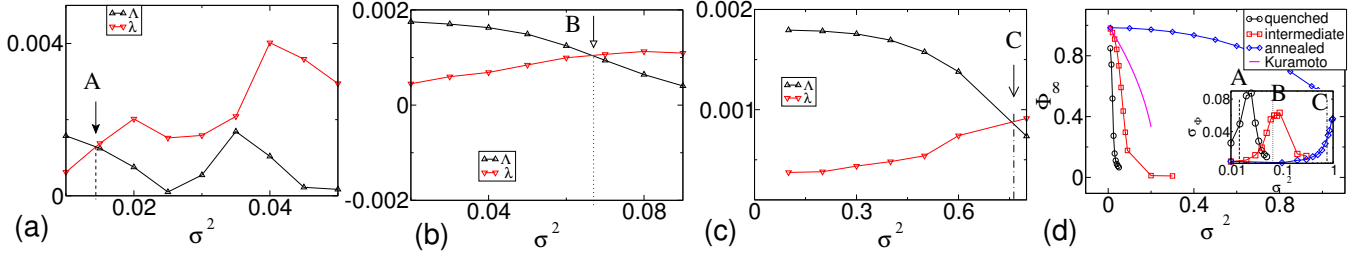 0.004
0
A
Λ
λ
0.02
0.04
(a)
σ²
0.002
0
-0.002
B
Λ
λ
0.04
0.08
(b)
σ²
0.002
0.001
C
Λ
λ
0
0.3
0.6
(c)
σ²
Φ∞
0.8
0.4
0
quenched
intermediate
annealed
Kuramoto
σΦ
0.08
0.04
A
B
C
0.01
0.1
1
σ²
0
0.4
0.8
(d)
σ²